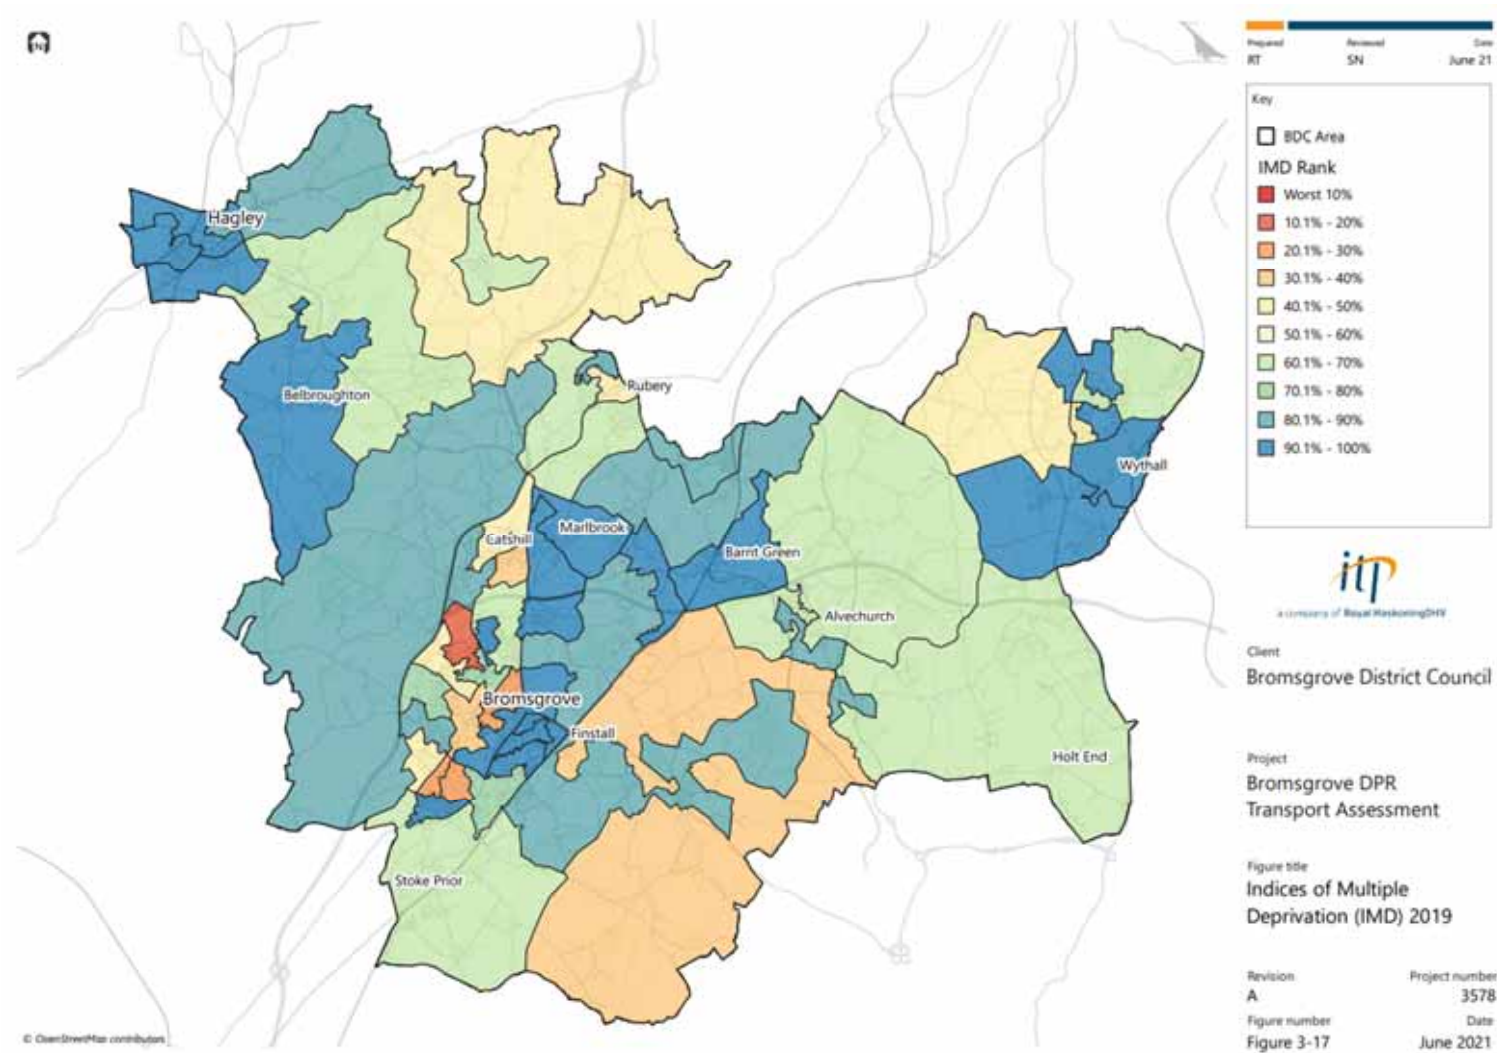 N
Hagley
Belbroughton
Rubery
Wythall
Catshill
Marlbrook
Barnt Green
Alvechurch
Bromsgrove
Finstall
Holt End
Stoke Prior
© OpenStreetMap contributors
Prepared Reviewed Date
RT SN June 21
Key
BDC Area
IMD Rank
Worst 10%
10.1% - 20%
20.1% - 30%
30.1% - 40%
40.1% - 50%
50.1% - 60%
60.1% - 70%
70.1% - 80%
80.1% - 90%
90.1% - 100%
itp
a company of Royal HaskoningDHV
Client
Bromsgrove District Council
Project
Bromsgrove DPR
Transport Assessment
Figure title
Indices of Multiple
Deprivation (IMD) 2019
Revision Project number
A 3578
Figure number Date
Figure 3-17 June 2021